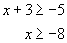 x + 3 ≥ −5
x ≥ −8